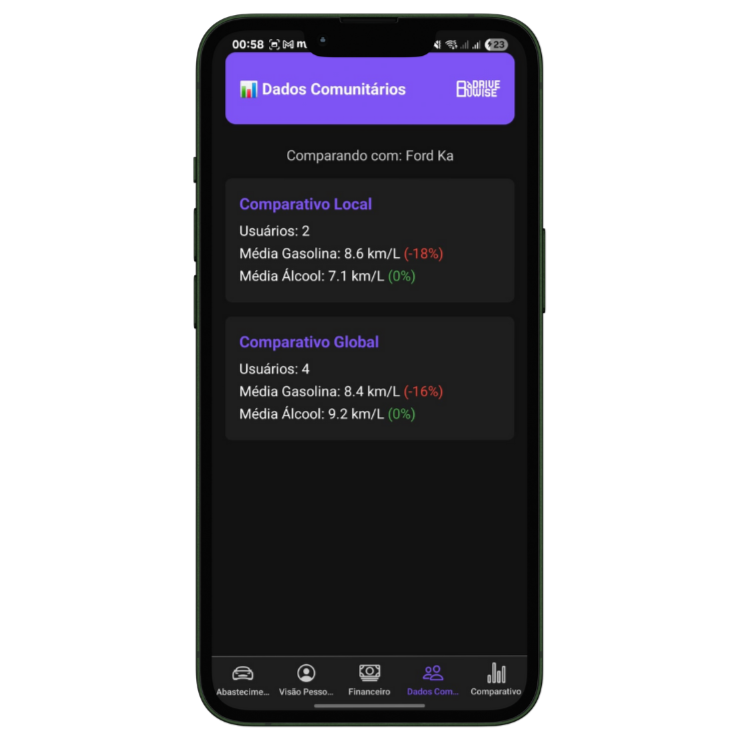 00:58
23
Dados Comunitários
DRIVE
WISE
Comparando com: Ford Ka
Comparativo Local
Usuários: 2
Média Gasolina: 8.6 km/L (-18%)
Média Álcool: 7.1 km/L (0%)
Comparativo Global
Usuários: 4
Média Gasolina: 8.4 km/L (-16%)
Média Álcool: 9.2 km/L (0%)
Abastecime... Visão Pesso... Financeiro Dados Com... Comparativo